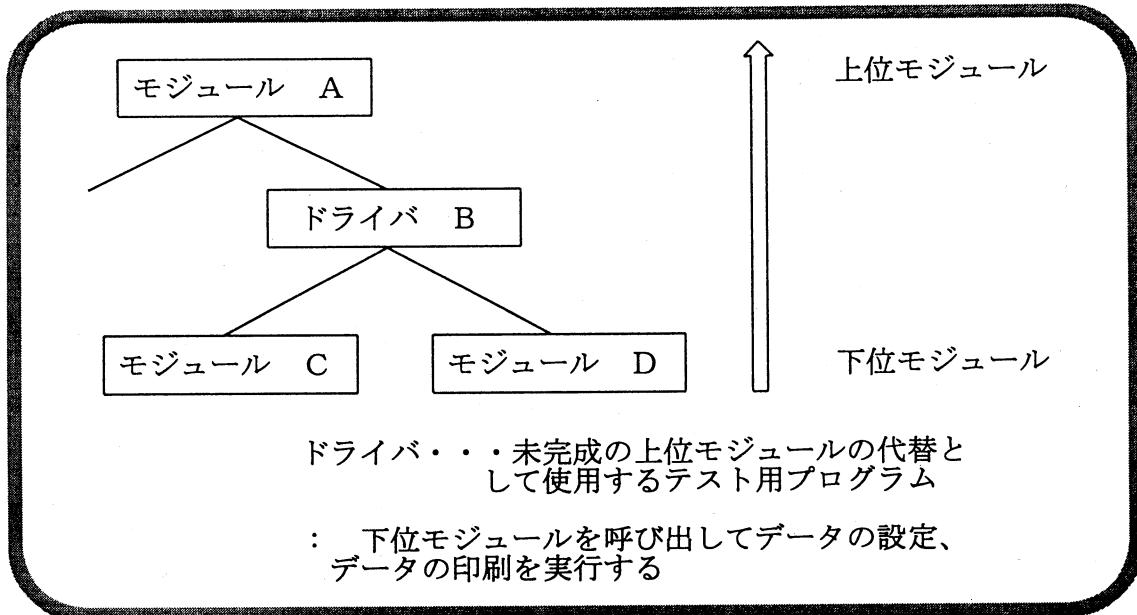 モジュール　A
上位モジュール
ドライバ　B
モジュール　C
モジュール　D
下位モジュール
ドライバ・・・未完成の上位モジュールの代替と
して使用するテスト用プログラム
：　下位モジュールを呼び出してデータの設定、
データの印刷を実行する